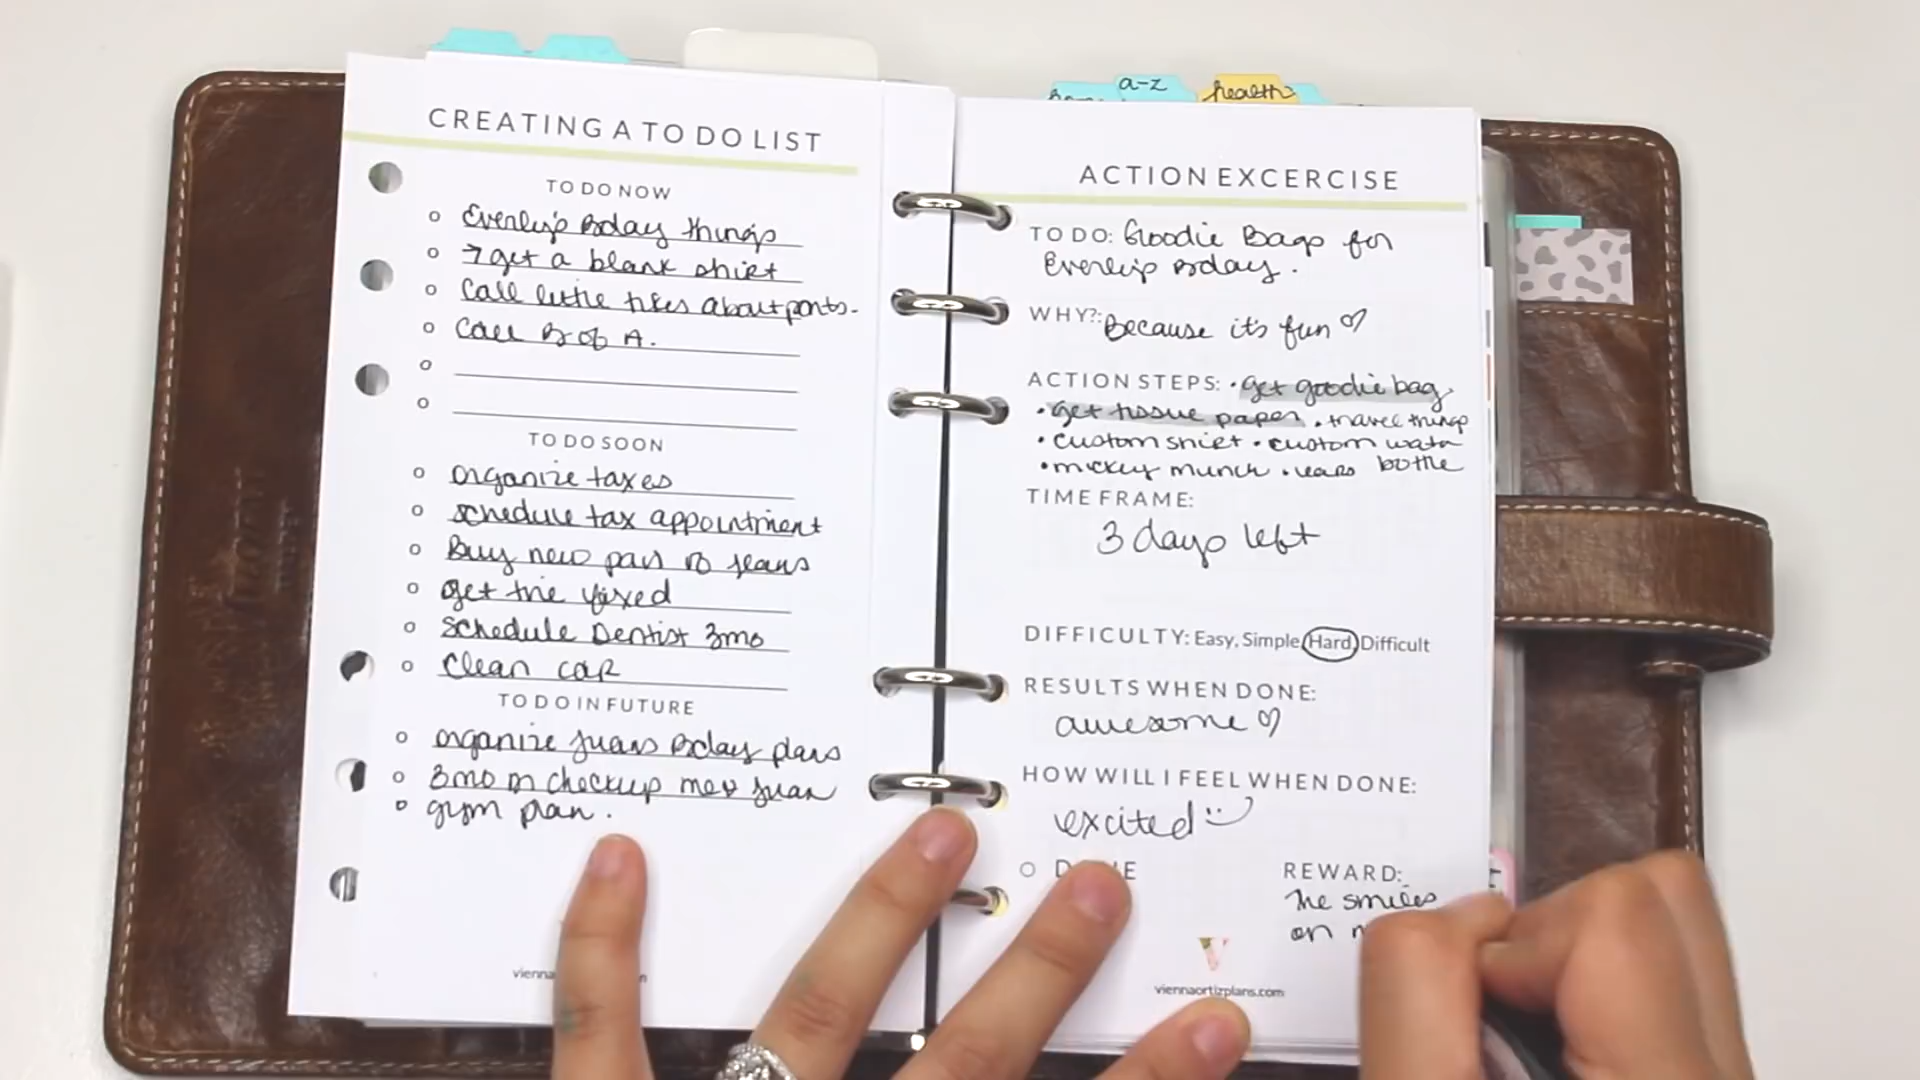 a-z
health
CREATING A TO DO LIST
TO DO NOW
Everly's Bday things
→ get a blank shirt
Call little tikes about parts.
Call B of A.
TO DO SOON
organize taxes
schedule tax appointment
Buy new pair of jeans
get tire fixed
Schedule Dentist 3mo
Clean car
TO DO IN FUTURE
organize Juan's Bday plans
3mo checkup me + Juan
gym plan.
vienna
ACTION EXCERCISE
TO DO: Goodie Bags for
Everly's Bday.
WHY?: Because it's fun ♡
ACTION STEPS: • get goodie bag.
• get tissue paper • travel things
• custom shirt • custom water
• mickey munch • ears bottle
TIME FRAME:
3 days left
DIFFICULTY: Easy, Simple, Hard, Difficult
RESULTS WHEN DONE:
awesome ♡
HOW WILL I FEEL WHEN DONE:
excited :)
REWARD:
The smiles
on
viennaortizplans.com